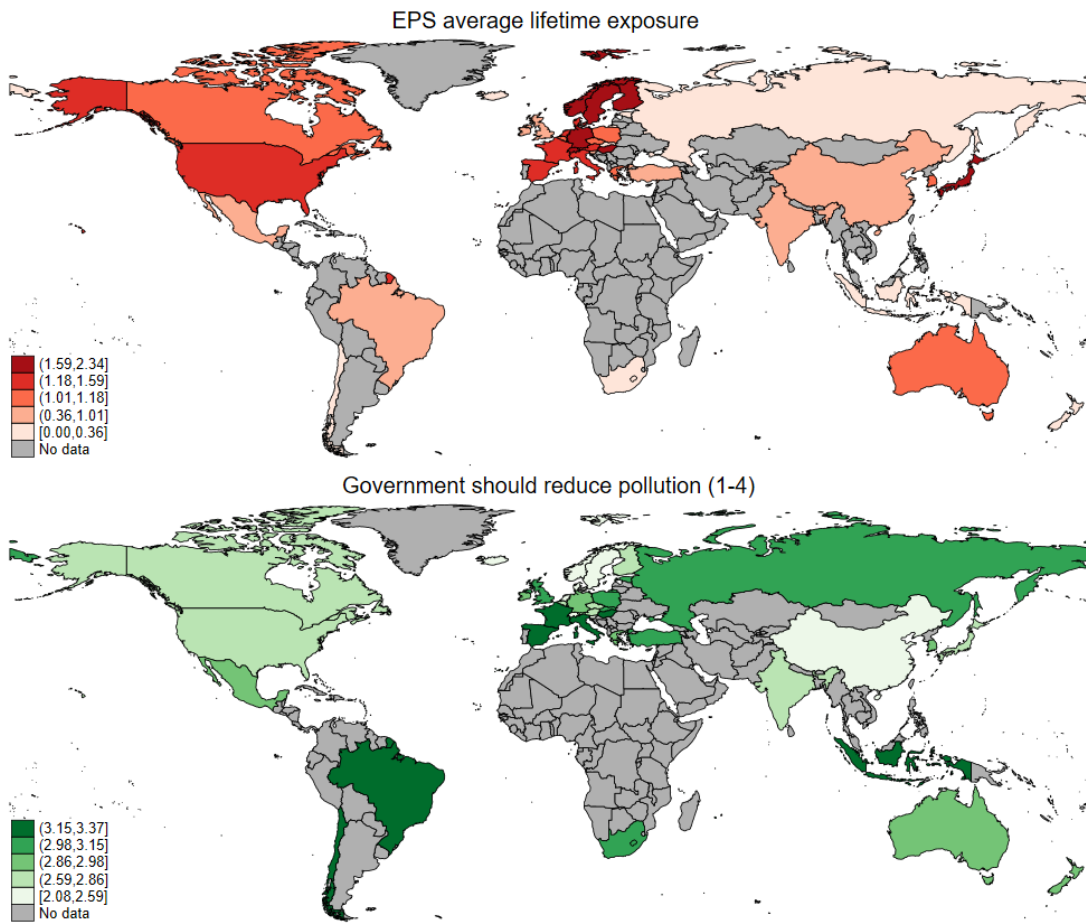 EPS average lifetime exposure
(1.59,2.34]
(1.18,1.59]
(1.01,1.18]
(0.36,1.01]
[0.00,0.36]
No data
Government should reduce pollution (1-4)
(3.15,3.37]
(2.98,3.15]
(2.86,2.98]
(2.59,2.86]
[2.08,2.59]
No data